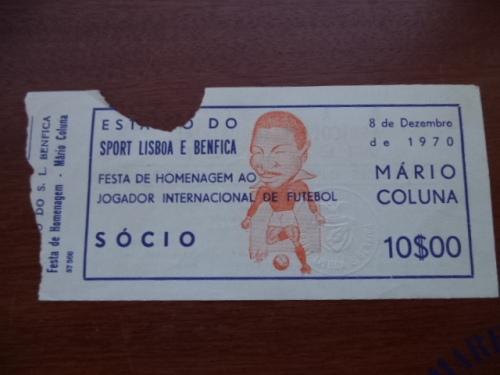 DO S. L. BENFICA
Festa de Homenagem - Mário Coluna
ESTÁDIO DO
SPORT LISBOA E BENFICA
FESTA DE HOMENAGEM AO
JOGADOR INTERNACIONAL DE FUTEBOL
SÓCIO
8 de Dezembro
de 1970
MÁRIO
COLUNA
10$00